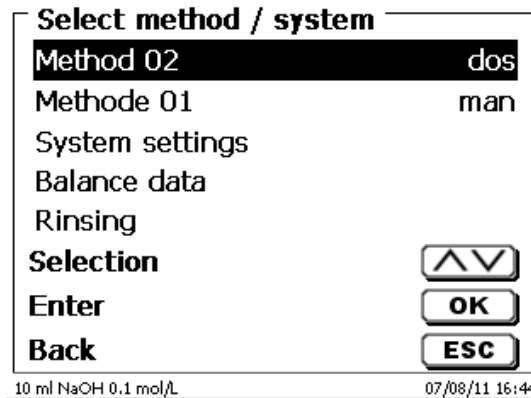 Select method / system
Method 02 dos
Methode 01 man
System settings
Balance data
Rinsing
Selection
Enter OK
Back ESC
10 ml NaOH 0.1 mol/L 07/08/11 16:44